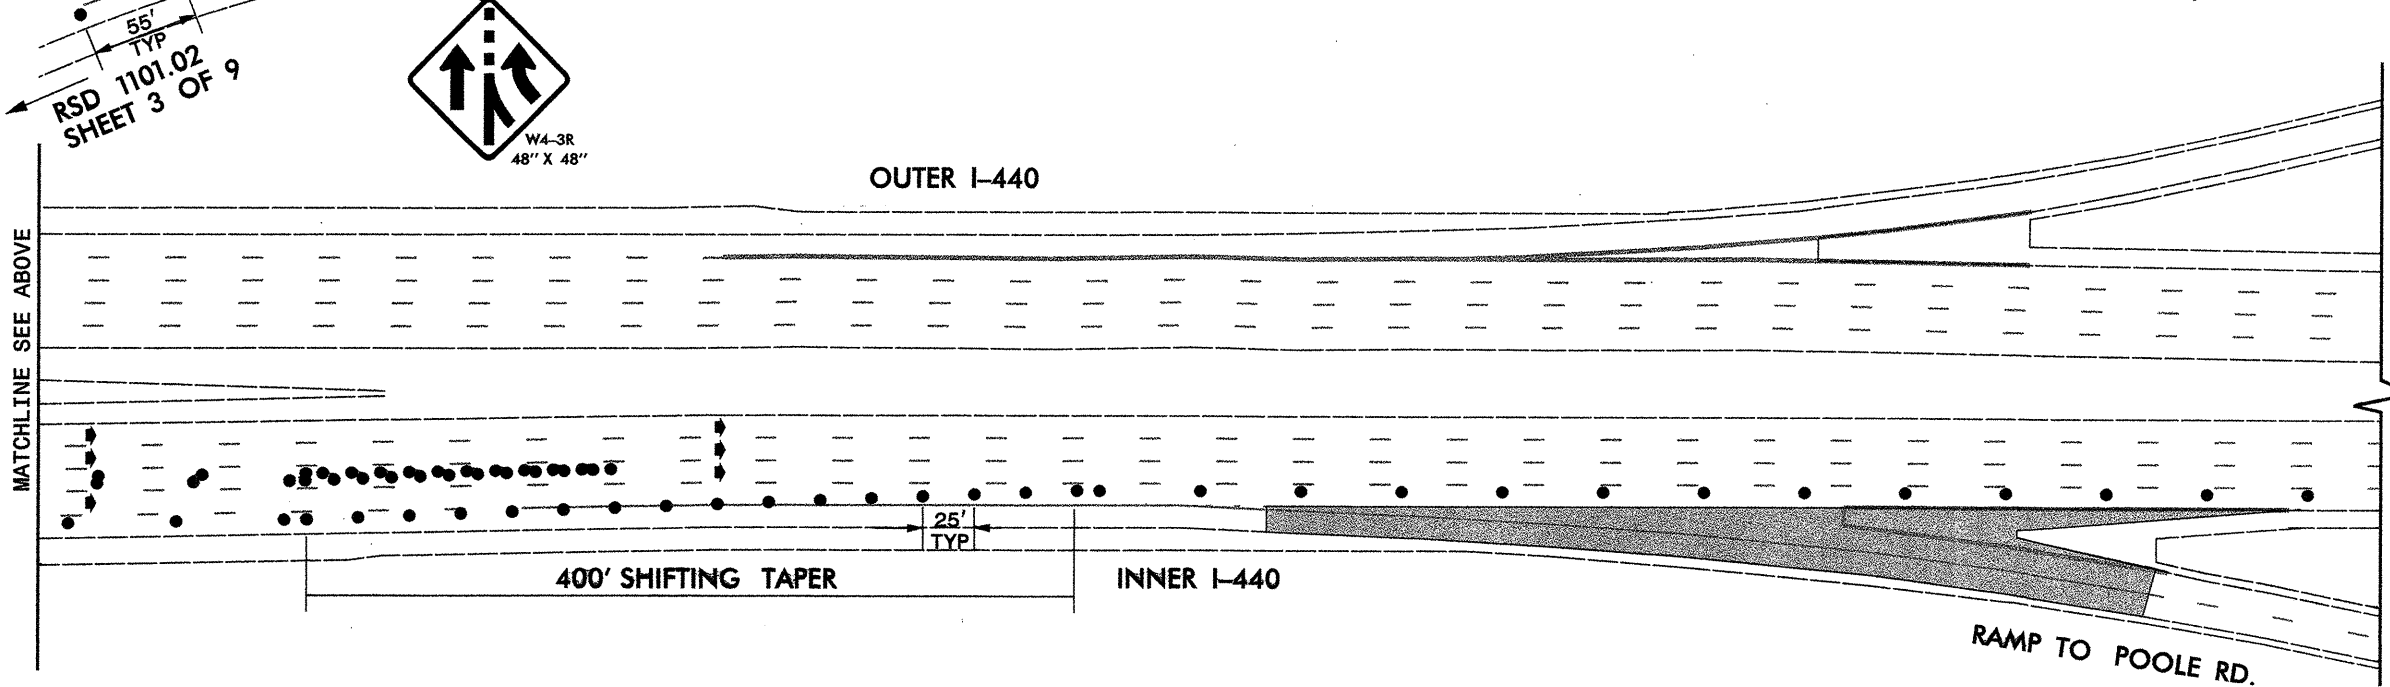 55'
TYP
RSD 1101.02
SHEET 3 OF 9
W4-3R
48" X 48"
OUTER I-440
MATCHLINE SEE ABOVE
25'
TYP
400' SHIFTING TAPER
INNER I-440
RAMP TO POOLE RD.